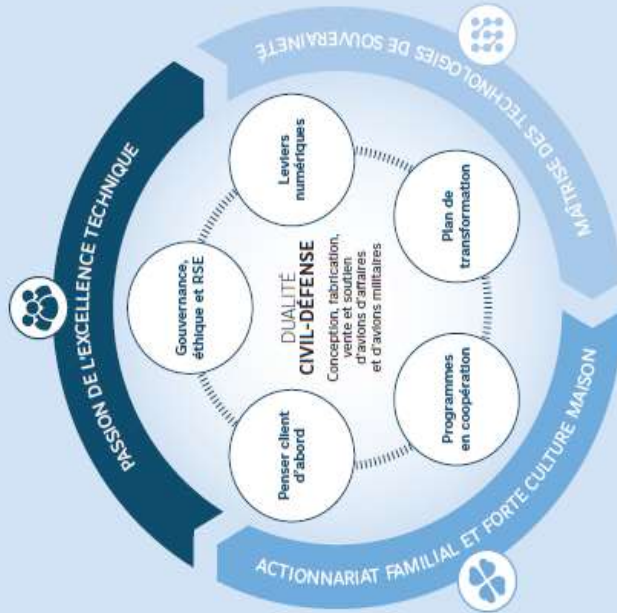 PASSION DE L'EXCELLENCE TECHNIQUE
MAÎTRISE DES TECHNOLOGIES DE SOUVERAINETÉ
ACTIONNARIAT FAMILIAL ET FORTE CULTURE MAISON
Gouvernance,
éthique et RSE
Leviers
numériques
Plan de
transformation
Programmes
en coopération
Penser client
d'abord
DUALITÉ
CIVIL-DÉFENSE
Conception, fabrication,
vente et soutien
d'avions d'affaires
et d'avions militaires